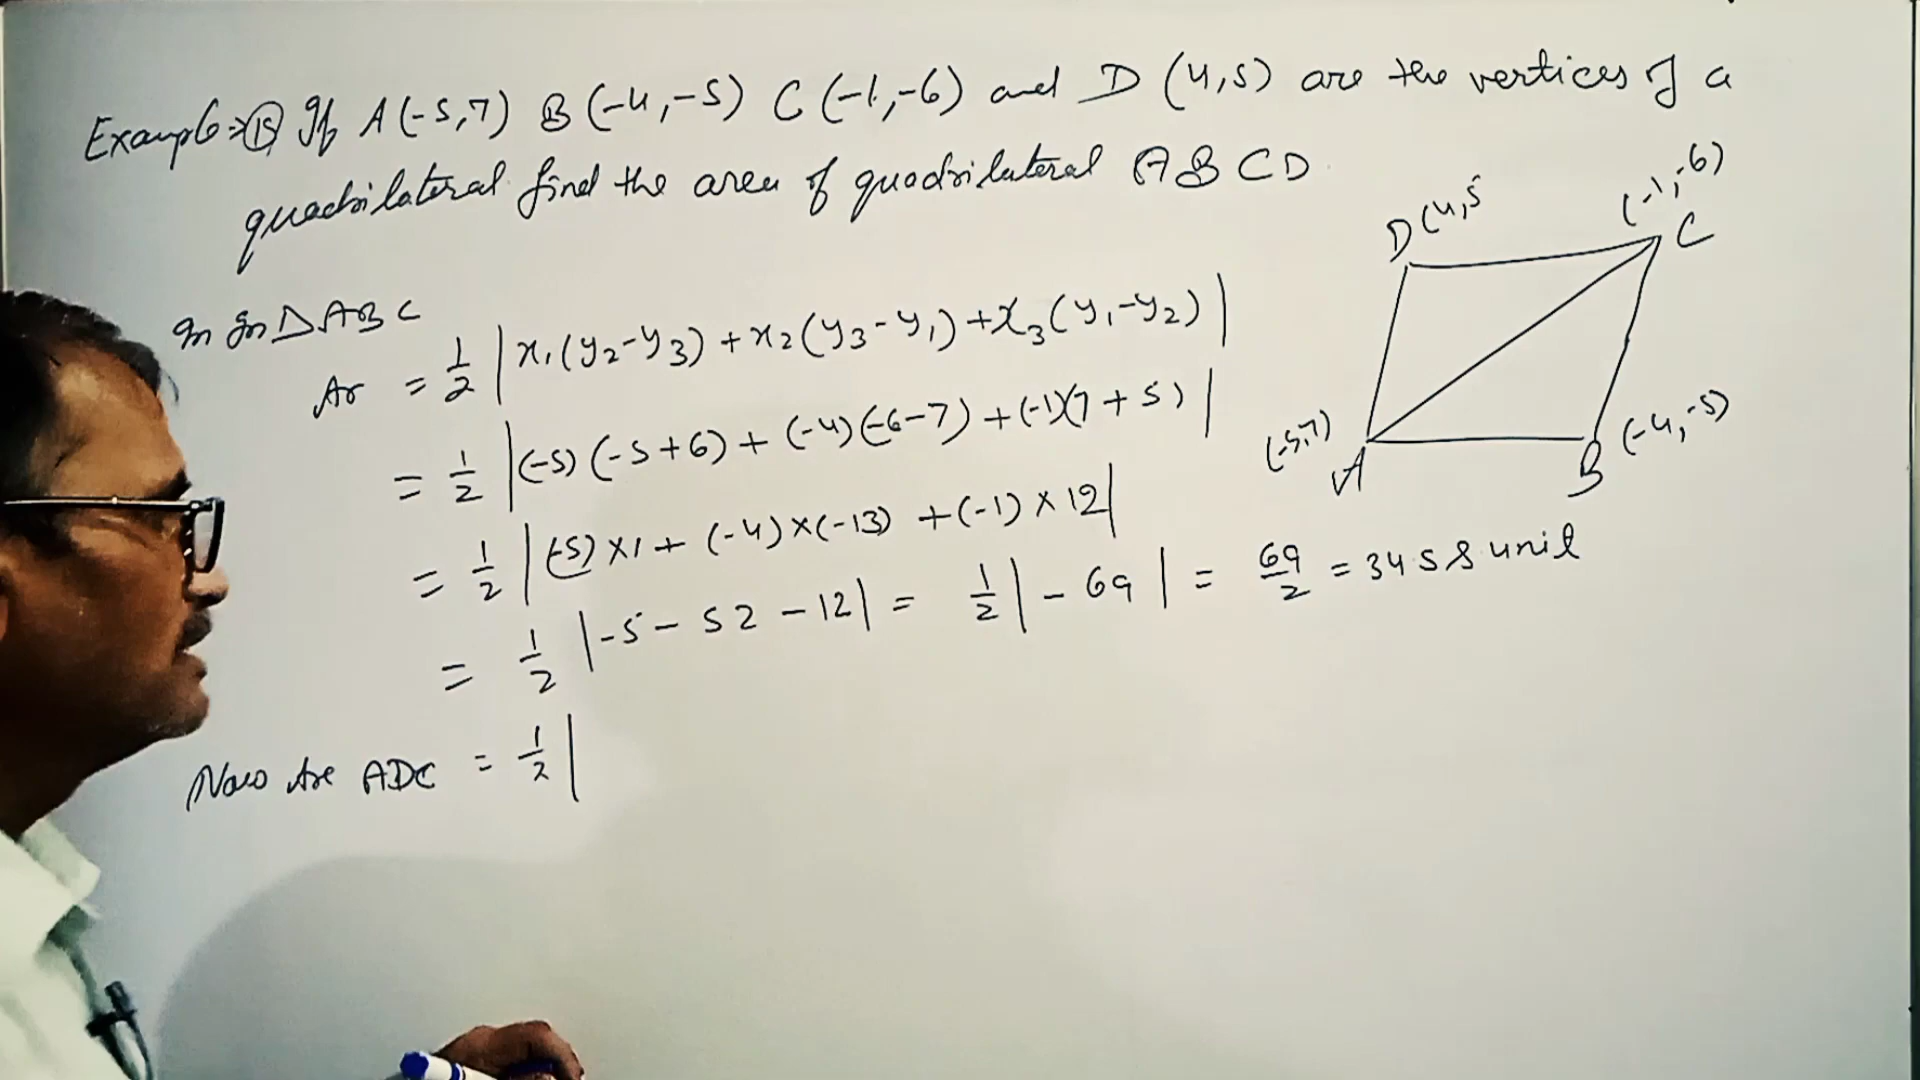 Example ⇒ (15) If A(-5,7) B(-4,-5) C(-1,-6) and D(4,5) are the vertices of a
quadrilateral find the area of quadrilateral ABCD
D(4,5
(-1,-6)
C
(-5,7)
A
B
(-4,-5)
In In △ABC
Ar = 1/2 |x₁(y₂-y₃)+x₂(y₃-y₁)+x₃(y₁-y₂)|
= 1/2 |(-5)(-5+6)+(-4)(-6-7)+(-1)(7+5)|
= 1/2 |(-5)×1+(-4)×(-13)+(-1)×12|
= 1/2 |-5-52-12| = 1/2 |-69| = 69/2 = 34.5 S unit
Now Are ADC = 1/2 |